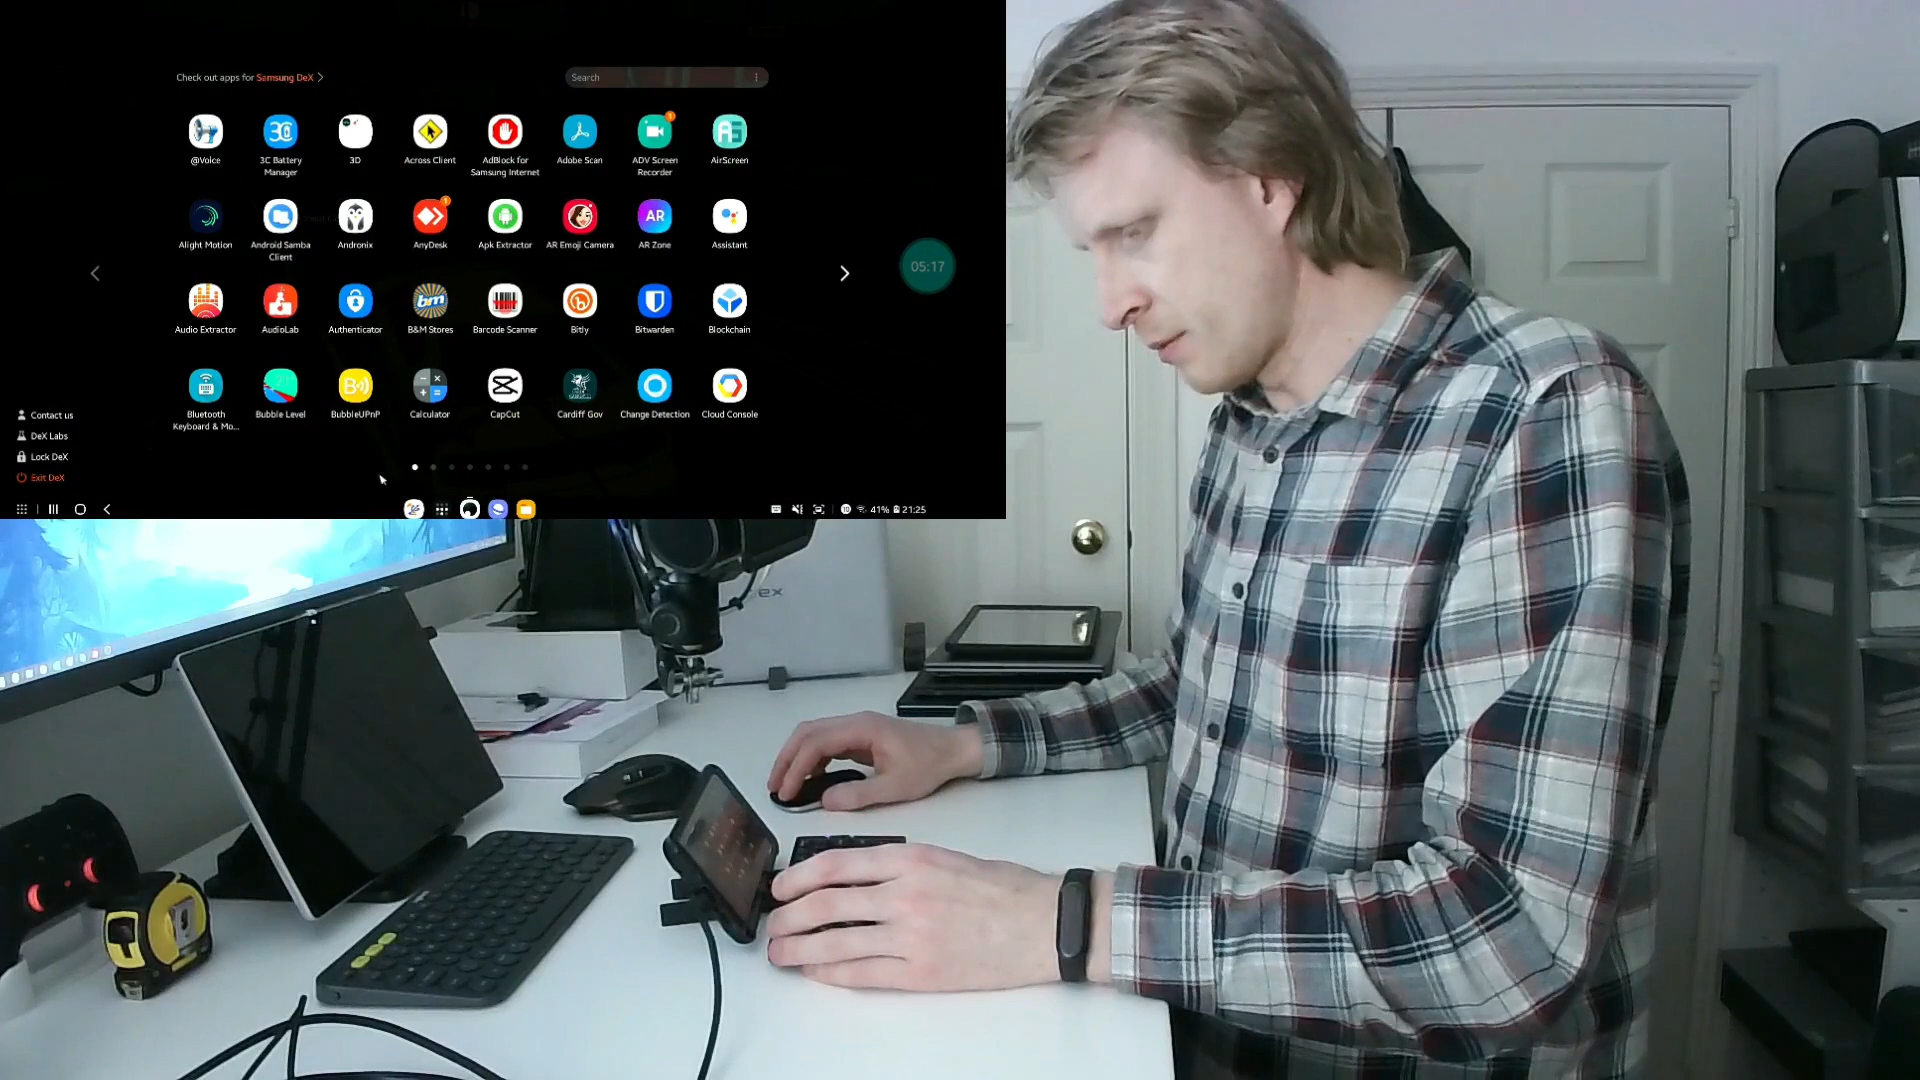 Check out apps for Samsung DeX >
Search
@Voice
3C Battery Manager
3D
Across Client
AdBlock for Samsung Internet
Adobe Scan
ADV Screen Recorder
AirScreen
Alight Motion
Android Samba Client
Andronix
AnyDesk
Apk Extractor
AR Emoji Camera
AR Zone
Assistant
05:17
Audio Extractor
AudioLab
Authenticator
B&M Stores
Barcode Scanner
Bitly
Bitwarden
Blockchain
Bluetooth Keyboard & Mo...
Bubble Level
BubbleUPnP
Calculator
CapCut
Cardiff Gov
Change Detection
Cloud Console
Contact us
DeX Labs
Lock DeX
Exit DeX
41% 21:25
ex